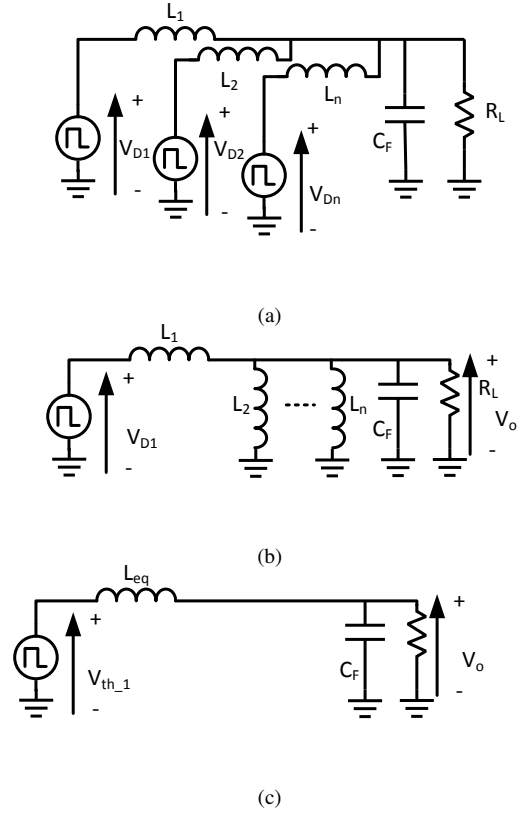 L1
L2
Ln
+
+
+
VD1
VD2
VDn
-
-
-
CF
RL
(a)
L1
+
+
L2
Ln
RL
VD1
CF
Vo
-
-
(b)
Leq
+
+
Vth_1
CF
Vo
-
-
(c)